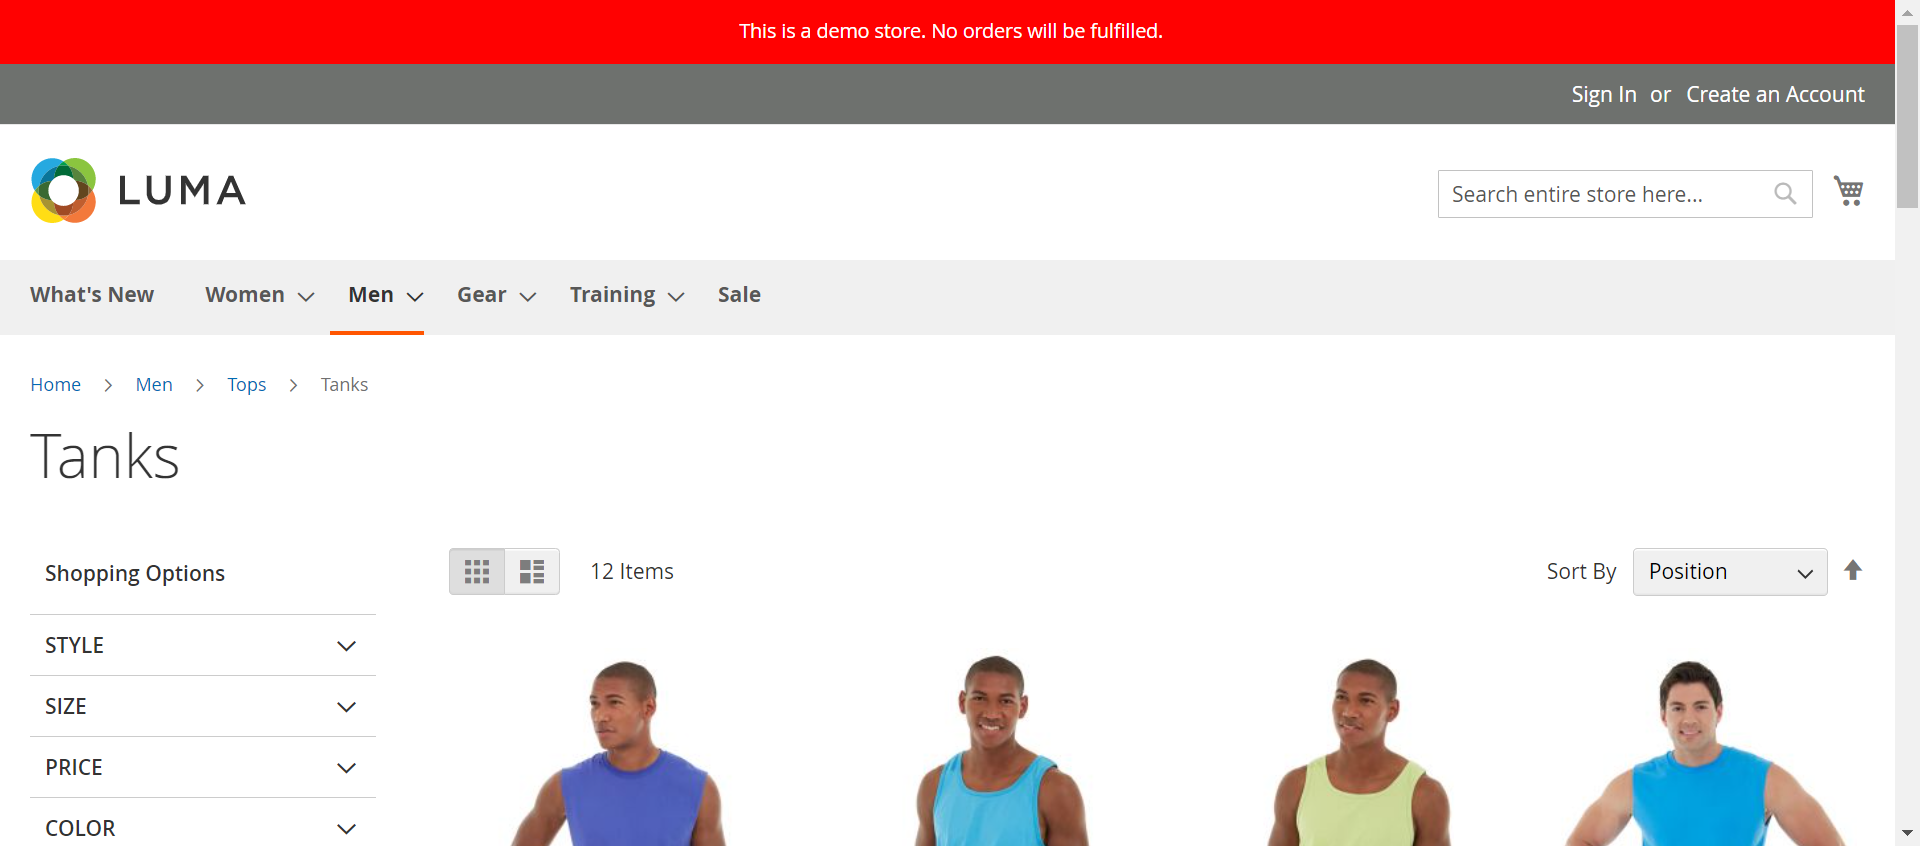 This is a demo store. No orders will be fulfilled.
Sign In or Create an Account
LUMA
Search entire store here...
What's New Women Men Gear Training Sale
Home Men Tops Tanks
Tanks
Shopping Options
12 Items
Sort By Position
STYLE
SIZE
PRICE
COLOR